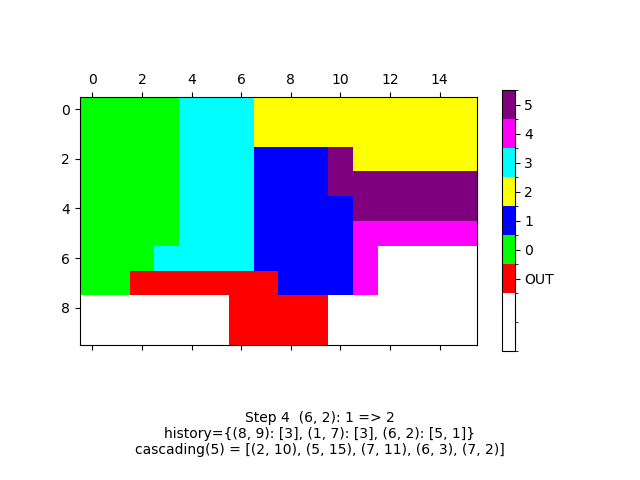 0 2 4 6 8 10 12 14
0
2
4
6
8
5
4
3
2
1
0
OUT
Step 4  (6, 2): 1 => 2
history={(8, 9): [3], (1, 7): [3], (6, 2): [5, 1]}
cascading(5) = [(2, 10), (5, 15), (7, 11), (6, 3), (7, 2)]